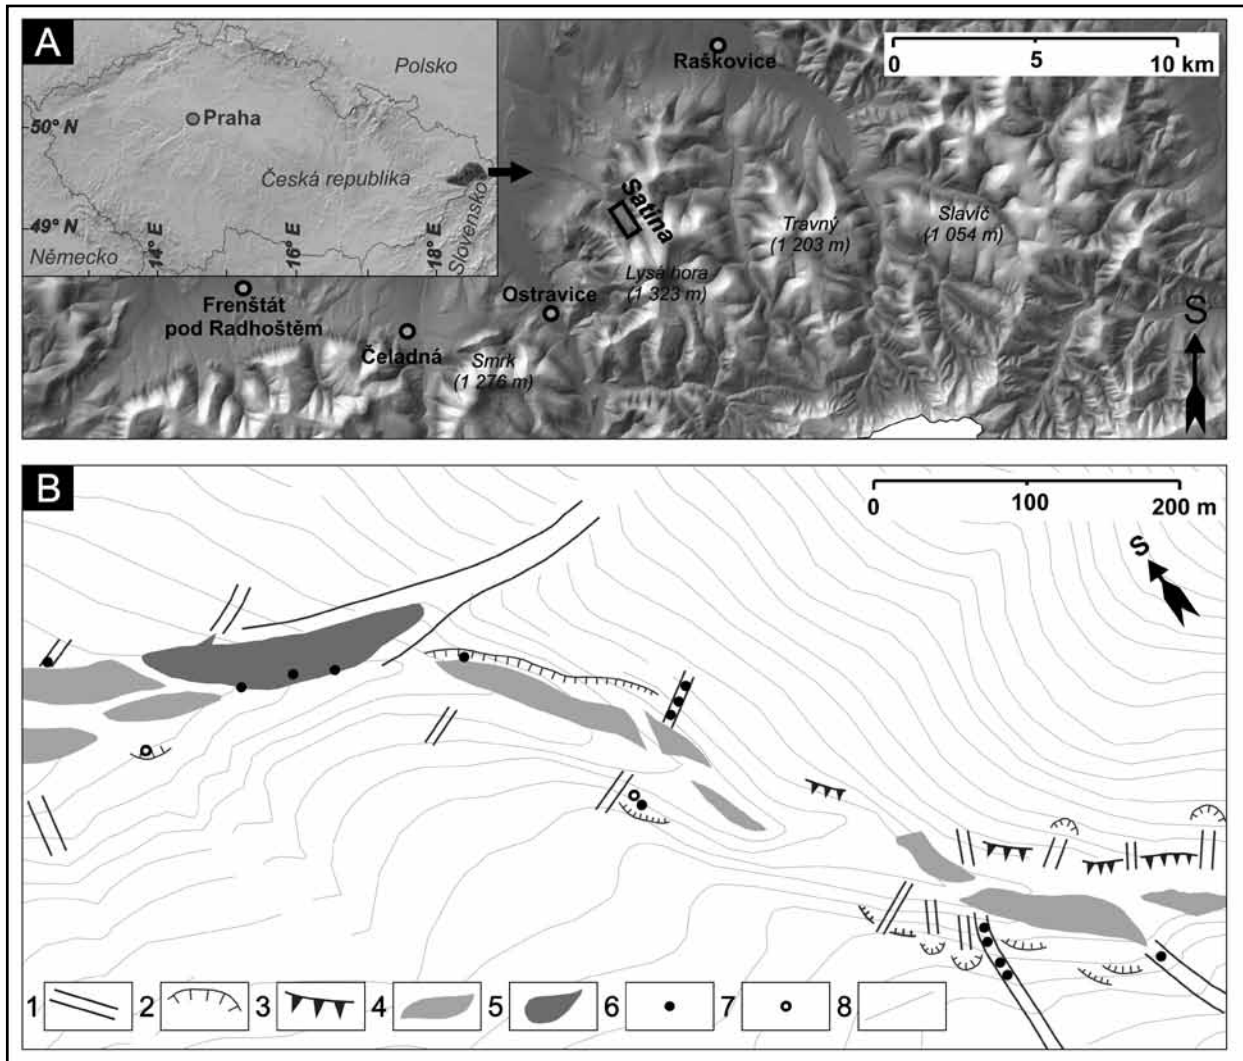 A
Polsko
50° N
Praha
Česká republika
49° N
Německo
14° E
16° E
18° E
Slovensko
Raškovice
0 5 10 km
Satina
Travný
(1 203 m)
Slavíč
(1 054 m)
Lysá hora
(1 323 m)
Frenštát
pod Radhoštěm
Ostravice
Čeladná
Smrk
(1 276 m)
S
B
0 100 200 m
S
1 2 3 4 5 6 7 8